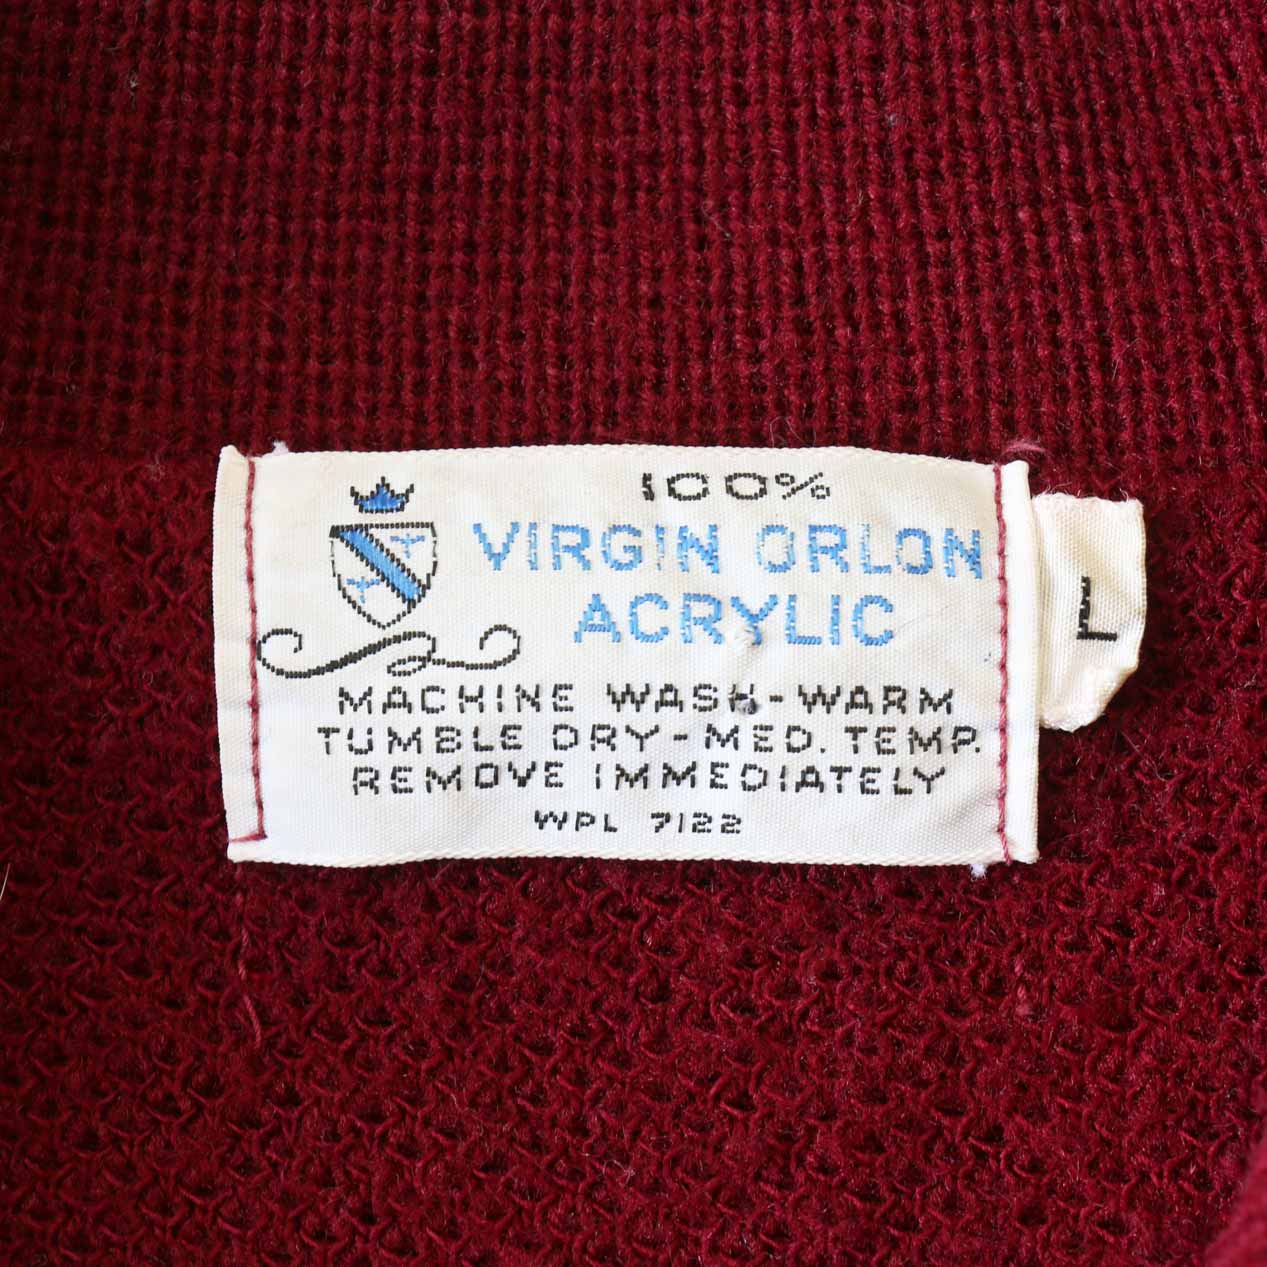 100%
VIRGIN ORLON
ACRYLIC
MACHINE WASH-WARM
TUMBLE DRY-MED. TEMP.
REMOVE IMMEDIATELY
WPL 7122
L